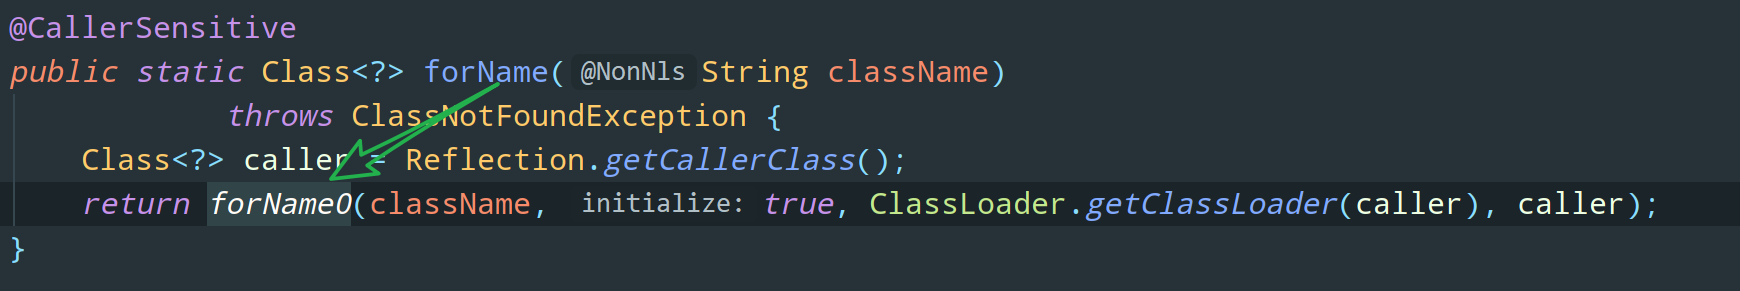 @CallerSensitive
public static Class<?> forName( @NonNls String className)
throws ClassNotFoundException {
Class<?> caller = Reflection.getCallerClass();
return forName0(className, initialize: true, ClassLoader.getClassLoader(caller), caller);
}